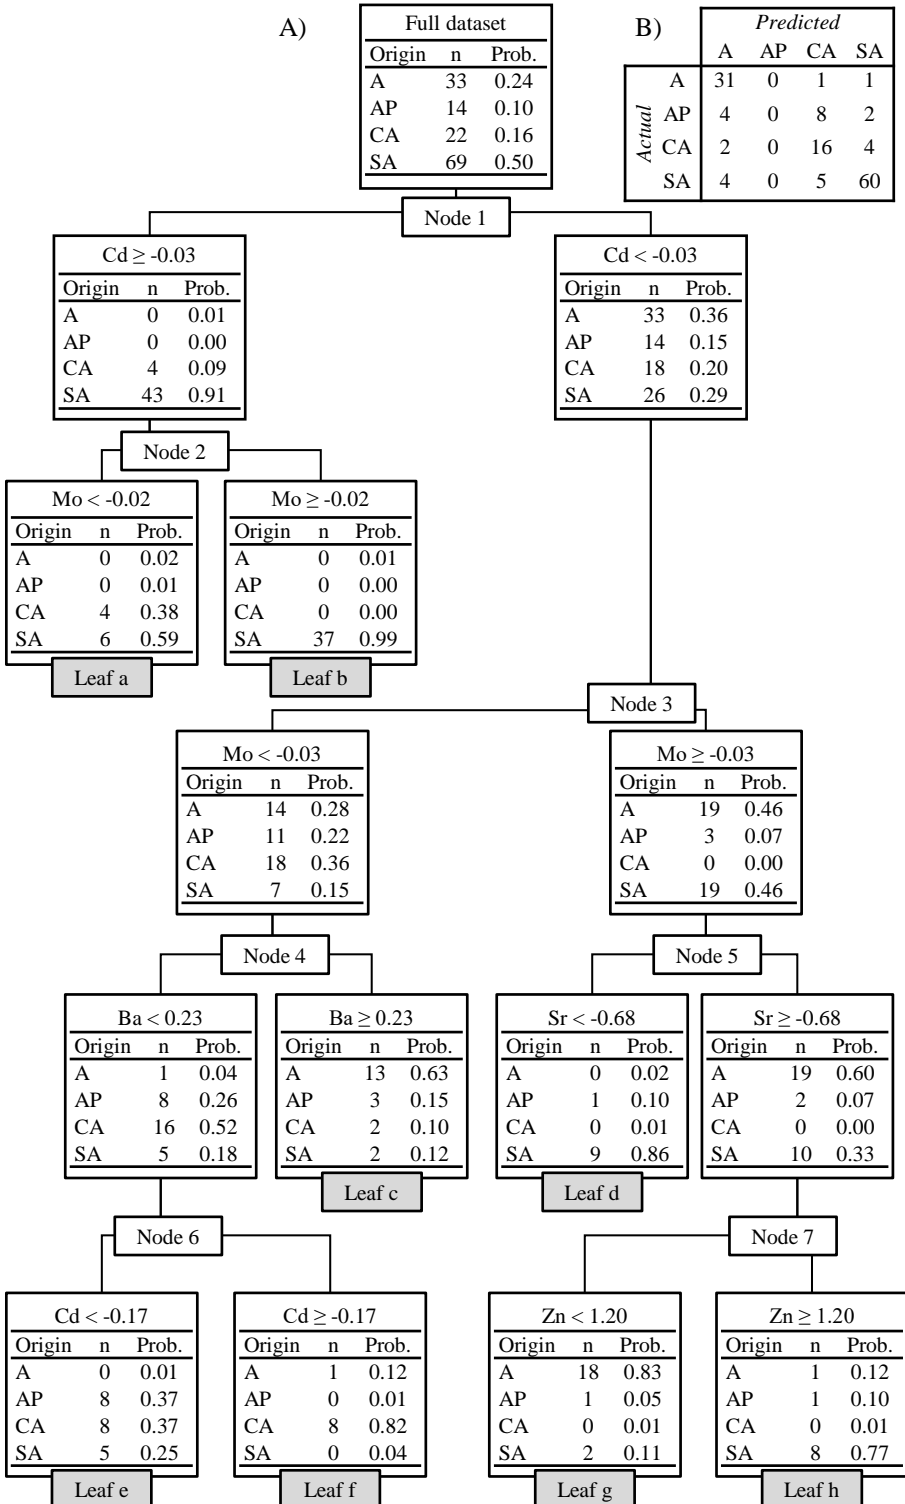 A)
Full dataset
Origin n Prob.
A 33 0.24
AP 14 0.10
CA 22 0.16
SA 69 0.50
B)
Predicted
A AP CA SA
Actual
A 31 0 1 1
AP 4 0 8 2
CA 2 0 16 4
SA 4 0 5 60
Node 1
Cd ≥ -0.03
Origin n Prob.
A 0 0.01
AP 0 0.00
CA 4 0.09
SA 43 0.91
Cd < -0.03
Origin n Prob.
A 33 0.36
AP 14 0.15
CA 18 0.20
SA 26 0.29
Node 2
Mo < -0.02
Origin n Prob.
A 0 0.02
AP 0 0.01
CA 4 0.38
SA 6 0.59
Leaf a
Mo ≥ -0.02
Origin n Prob.
A 0 0.01
AP 0 0.00
CA 0 0.00
SA 37 0.99
Leaf b
Node 3
Mo < -0.03
Origin n Prob.
A 14 0.28
AP 11 0.22
CA 18 0.36
SA 7 0.15
Mo ≥ -0.03
Origin n Prob.
A 19 0.46
AP 3 0.07
CA 0 0.00
SA 19 0.46
Node 4
Node 5
Ba < 0.23
Origin n Prob.
A 1 0.04
AP 8 0.26
CA 16 0.52
SA 5 0.18
Ba ≥ 0.23
Origin n Prob.
A 13 0.63
AP 3 0.15
CA 2 0.10
SA 2 0.12
Leaf c
Sr < -0.68
Origin n Prob.
A 0 0.02
AP 1 0.10
CA 0 0.01
SA 9 0.86
Leaf d
Sr ≥ -0.68
Origin n Prob.
A 19 0.60
AP 2 0.07
CA 0 0.00
SA 10 0.33
Node 6
Node 7
Cd < -0.17
Origin n Prob.
A 0 0.01
AP 8 0.37
CA 8 0.37
SA 5 0.25
Leaf e
Cd ≥ -0.17
Origin n Prob.
A 1 0.12
AP 0 0.01
CA 8 0.82
SA 0 0.04
Leaf f
Zn < 1.20
Origin n Prob.
A 18 0.83
AP 1 0.05
CA 0 0.01
SA 2 0.11
Leaf g
Zn ≥ 1.20
Origin n Prob.
A 1 0.12
AP 1 0.10
CA 0 0.01
SA 8 0.77
Leaf h